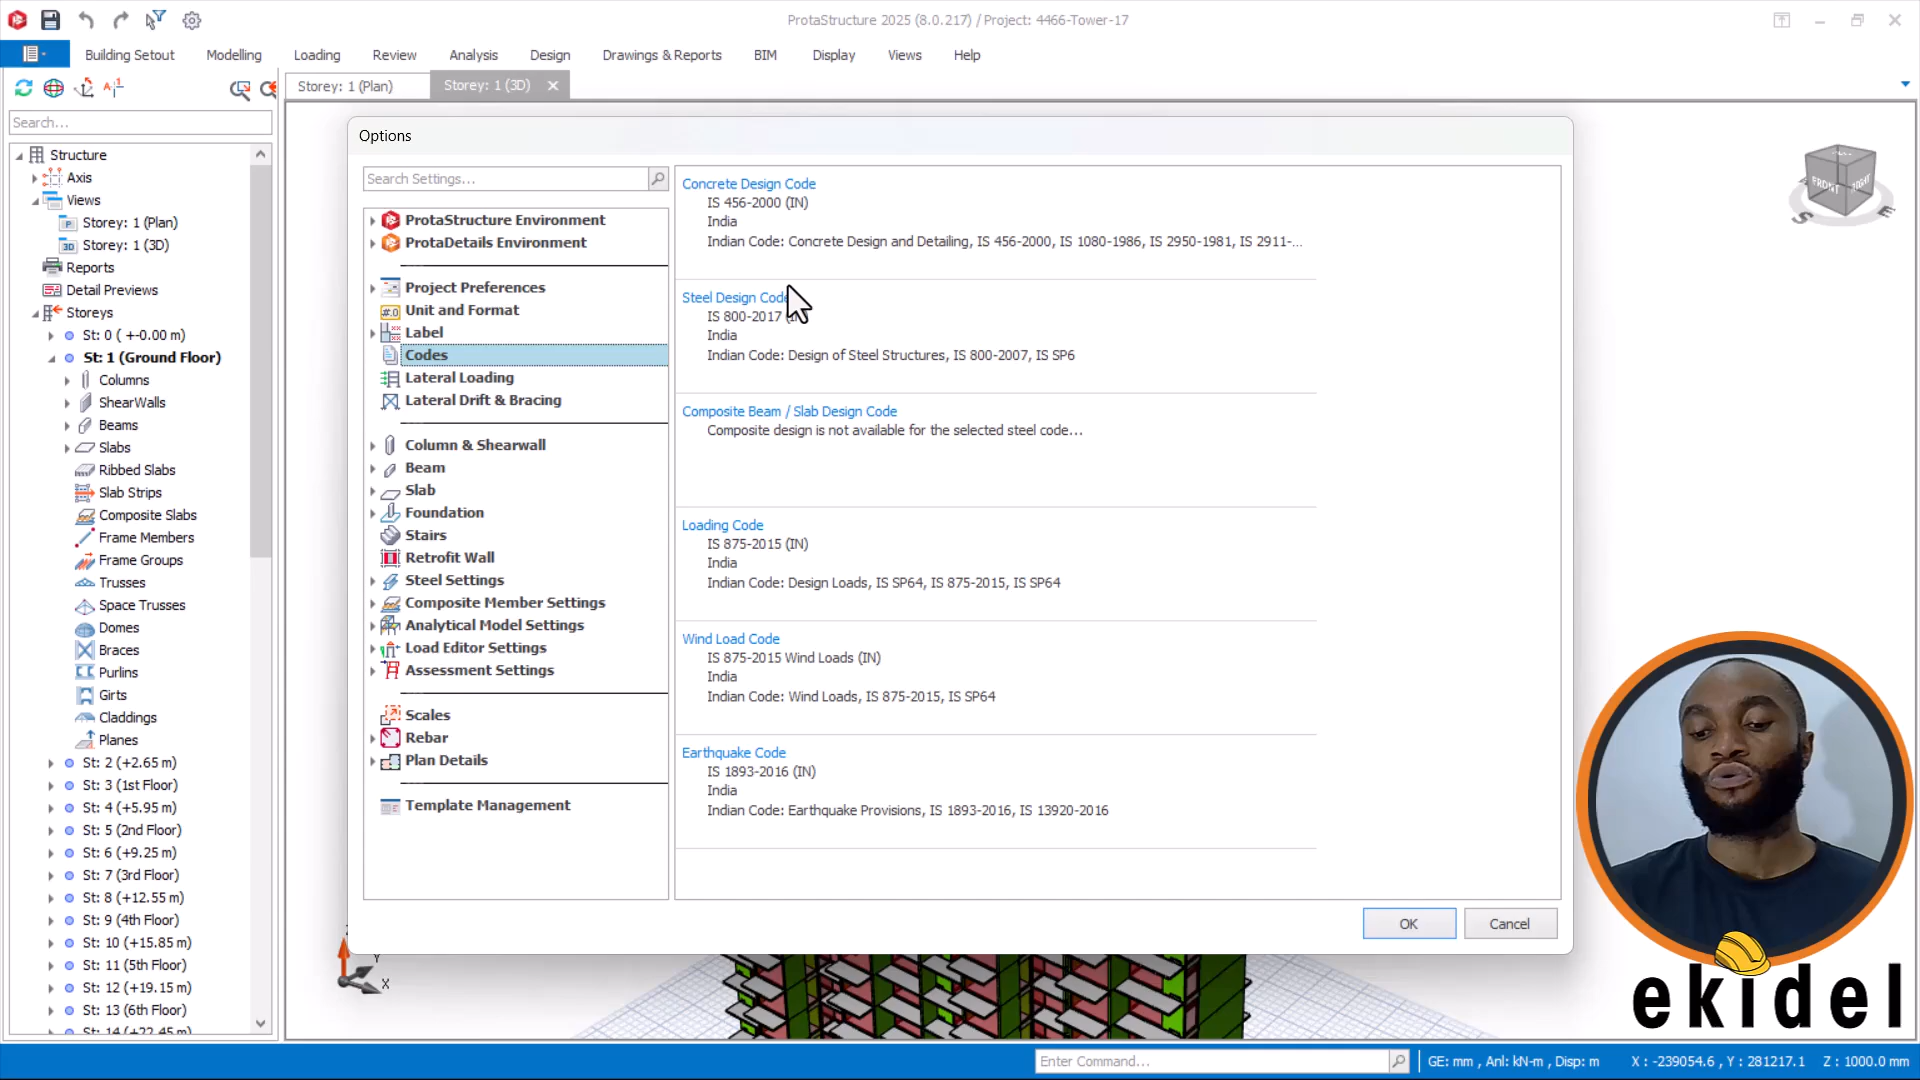 ProtaStructure 2025 (8.0.217) / Project: 4466-Tower-17
Building Setout
Modelling
Loading
Review
Analysis
Design
Drawings & Reports
BIM
Display
Views
Help
Storey: 1 (Plan)
Storey: 1 (3D)
Search...
Structure
Axis
Views
Storey: 1 (Plan)
Storey: 1 (3D)
Reports
Detail Previews
Storeys
St: 0 ( +-0.00 m)
St: 1 (Ground Floor)
Columns
ShearWalls
Beams
Slabs
Ribbed Slabs
Slab Strips
Composite Slabs
Frame Members
Frame Groups
Trusses
Space Trusses
Domes
Braces
Purlins
Girts
Claddings
Planes
St: 2 (+2.65 m)
St: 3 (1st Floor)
St: 4 (+5.95 m)
St: 5 (2nd Floor)
St: 6 (+9.25 m)
St: 7 (3rd Floor)
St: 8 (+12.55 m)
St: 9 (4th Floor)
St: 10 (+15.85 m)
St: 11 (5th Floor)
St: 12 (+19.15 m)
St: 13 (6th Floor)
St: 14 (+22.45 m)
Options
Search Settings...
ProtaStructure Environment
ProtaDetails Environment
Project Preferences
Unit and Format
Label
Codes
Lateral Loading
Lateral Drift & Bracing
Column & Shearwall
Beam
Slab
Foundation
Stairs
Retrofit Wall
Steel Settings
Composite Member Settings
Analytical Model Settings
Load Editor Settings
Assessment Settings
Scales
Rebar
Plan Details
Template Management
Concrete Design Code
IS 456-2000 (IN)
India
Indian Code: Concrete Design and Detailing, IS 456-2000, IS 1080-1986, IS 2950-1981, IS 2911-...
Steel Design Code
IS 800-2017 (IN)
India
Indian Code: Design of Steel Structures, IS 800-2007, IS SP6
Composite Beam / Slab Design Code
Composite design is not available for the selected steel code...
Loading Code
IS 875-2015 (IN)
India
Indian Code: Design Loads, IS SP64, IS 875-2015, IS SP64
Wind Load Code
IS 875-2015 Wind Loads (IN)
India
Indian Code: Wind Loads, IS 875-2015, IS SP64
Earthquake Code
IS 1893-2016 (IN)
India
Indian Code: Earthquake Provisions, IS 1893-2016, IS 13920-2016
OK
Cancel
FRONT
RIGHT
S
E
Y
X
ekidel
Enter Command...
GE: mm , Anl: kN-m , Disp: m
X : -239054.6 , Y : 281217.1
Z : 1000.0 mm